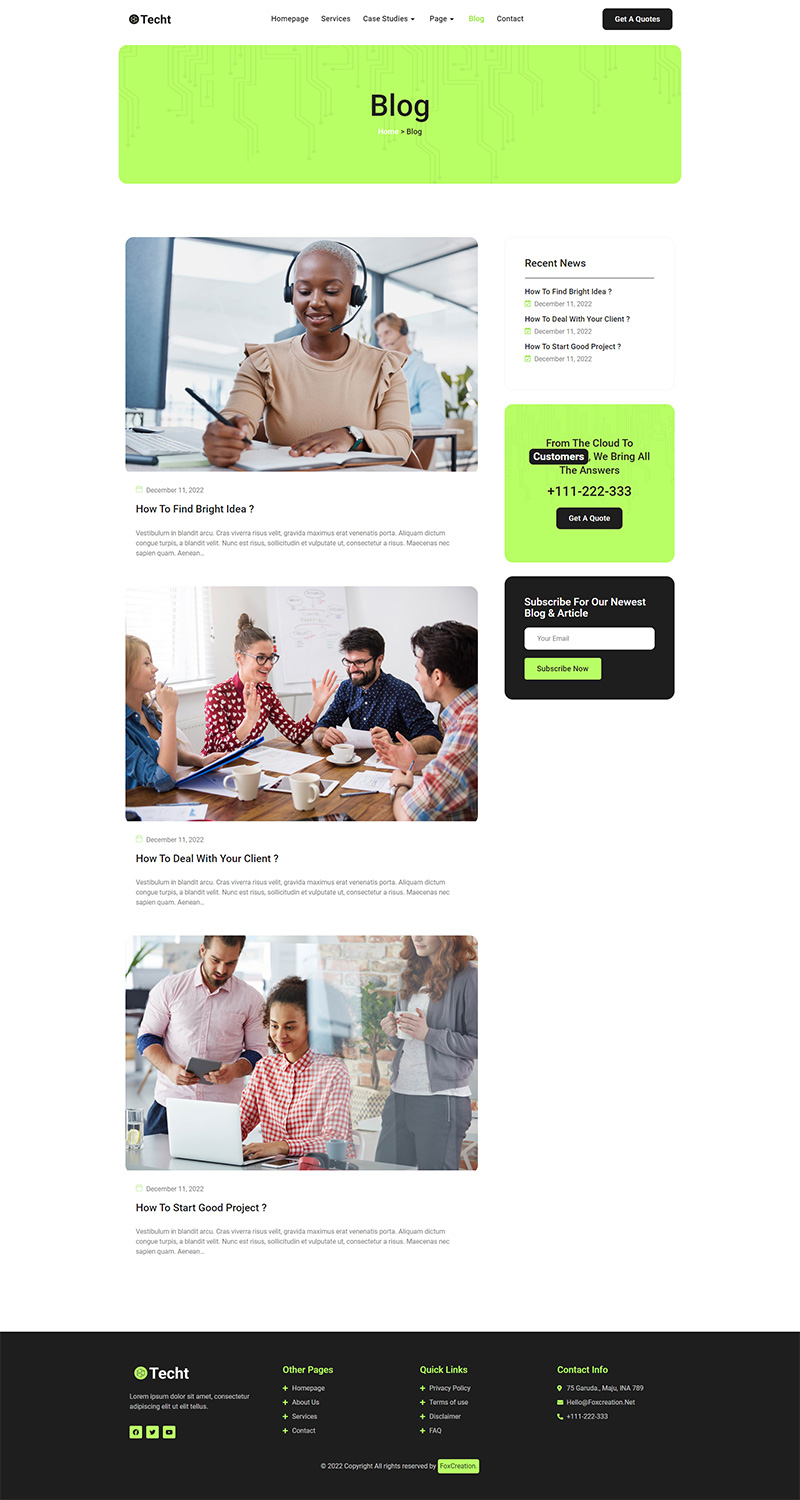 Techt
Homepage Services Case Studies Page Blog Contact
Get A Quotes
Blog
Home > Blog
December 11, 2022
How To Find Bright Idea ?
Vestibulum in blandit arcu. Cras viverra risus velit, gravida maximus erat venenatis porta. Aliquam dictum
congue turpis, a blandit velit. Nunc est risus, sollicitudin et vulputate ut, consectetur a risus. Maecenas nec
sapien quam. Aenean...
December 11, 2022
How To Deal With Your Client ?
Vestibulum in blandit arcu. Cras viverra risus velit, gravida maximus erat venenatis porta. Aliquam dictum
congue turpis, a blandit velit. Nunc est risus, sollicitudin et vulputate ut, consectetur a risus. Maecenas nec
sapien quam. Aenean...
December 11, 2022
How To Start Good Project ?
Vestibulum in blandit arcu. Cras viverra risus velit, gravida maximus erat venenatis porta. Aliquam dictum
congue turpis, a blandit velit. Nunc est risus, sollicitudin et vulputate ut, consectetur a risus. Maecenas nec
sapien quam. Aenean...
Recent News
How To Find Bright Idea ?
December 11, 2022
How To Deal With Your Client ?
December 11, 2022
How To Start Good Project ?
December 11, 2022
From The Cloud To
Customers , We Bring All
The Answers
+111-222-333
Get A Quote
Subscribe For Our Newest
Blog & Article
Your Email
Subscribe Now
Techt
Lorem ipsum dolor sit amet, consectetur
adipiscing elit ut elit tellus.
Other Pages
Homepage
About Us
Services
Contact
Quick Links
Privacy Policy
Terms of use
Disclaimer
FAQ
Contact Info
75 Garuda., Maju, INA 789
Hello@Foxcreation.Net
+111-222-333
© 2022 Copyright All rights reserved by FoxCreation.